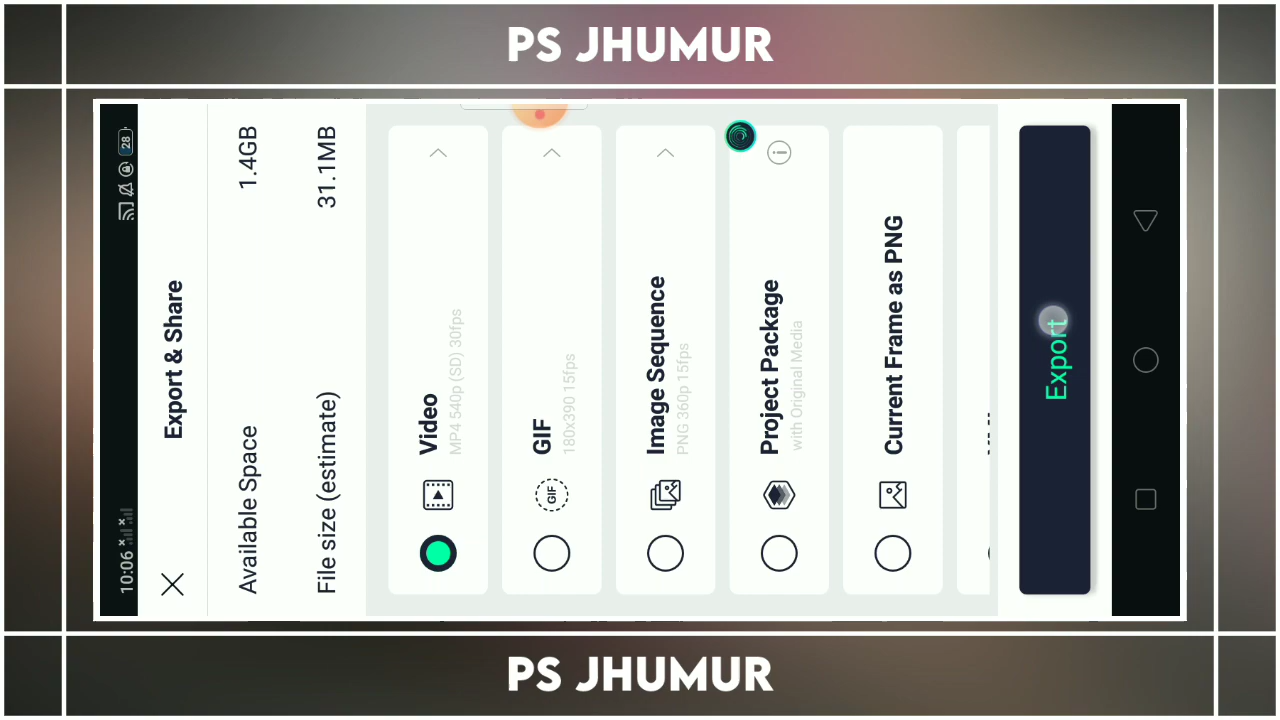 PS JHUMUR
10:06
28
Export & Share
Available Space
1.4GB
File size (estimate)
31.1MB
Video
MP4 540p (SD) 30fps
GIF
GIF
180x390 15fps
Image Sequence
PNG 360p 15fps
Project Package
with Original Media
Current Frame as PNG
Export
PS JHUMUR